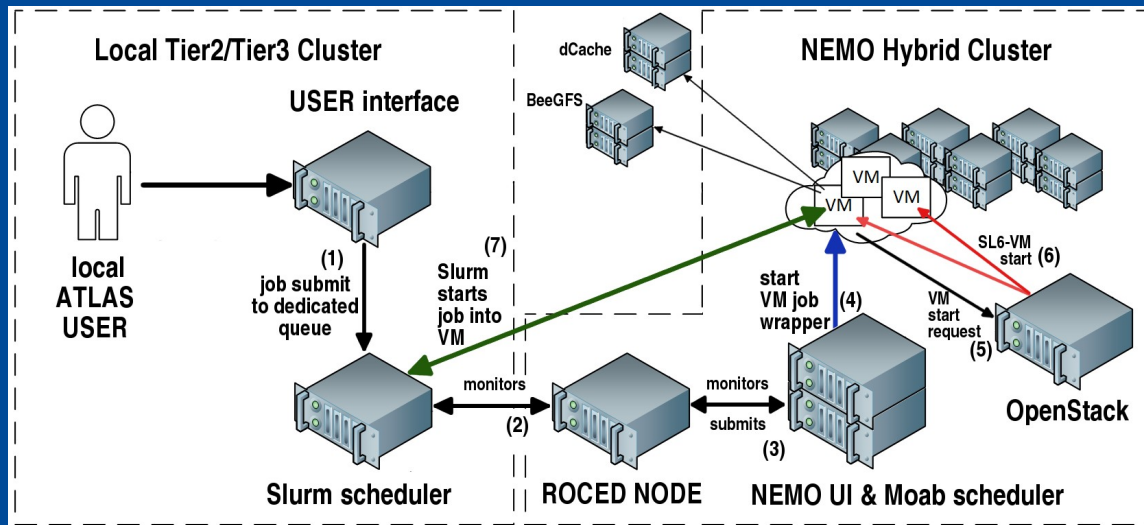 Local Tier2/Tier3 Cluster
USER interface
local
ATLAS
USER
(1)
job submit
to dedicated
queue
(7)
Slurm
starts
job into
VM
Slurm scheduler
monitors
(2)
ROCED NODE
monitors
submits
(3)
NEMO UI & Moab scheduler
dCache
BeeGFS
NEMO Hybrid Cluster
VM
VM
VM
start
VM job
wrapper
(4)
VM
start
request
(5)
SL6-VM
start
(6)
OpenStack